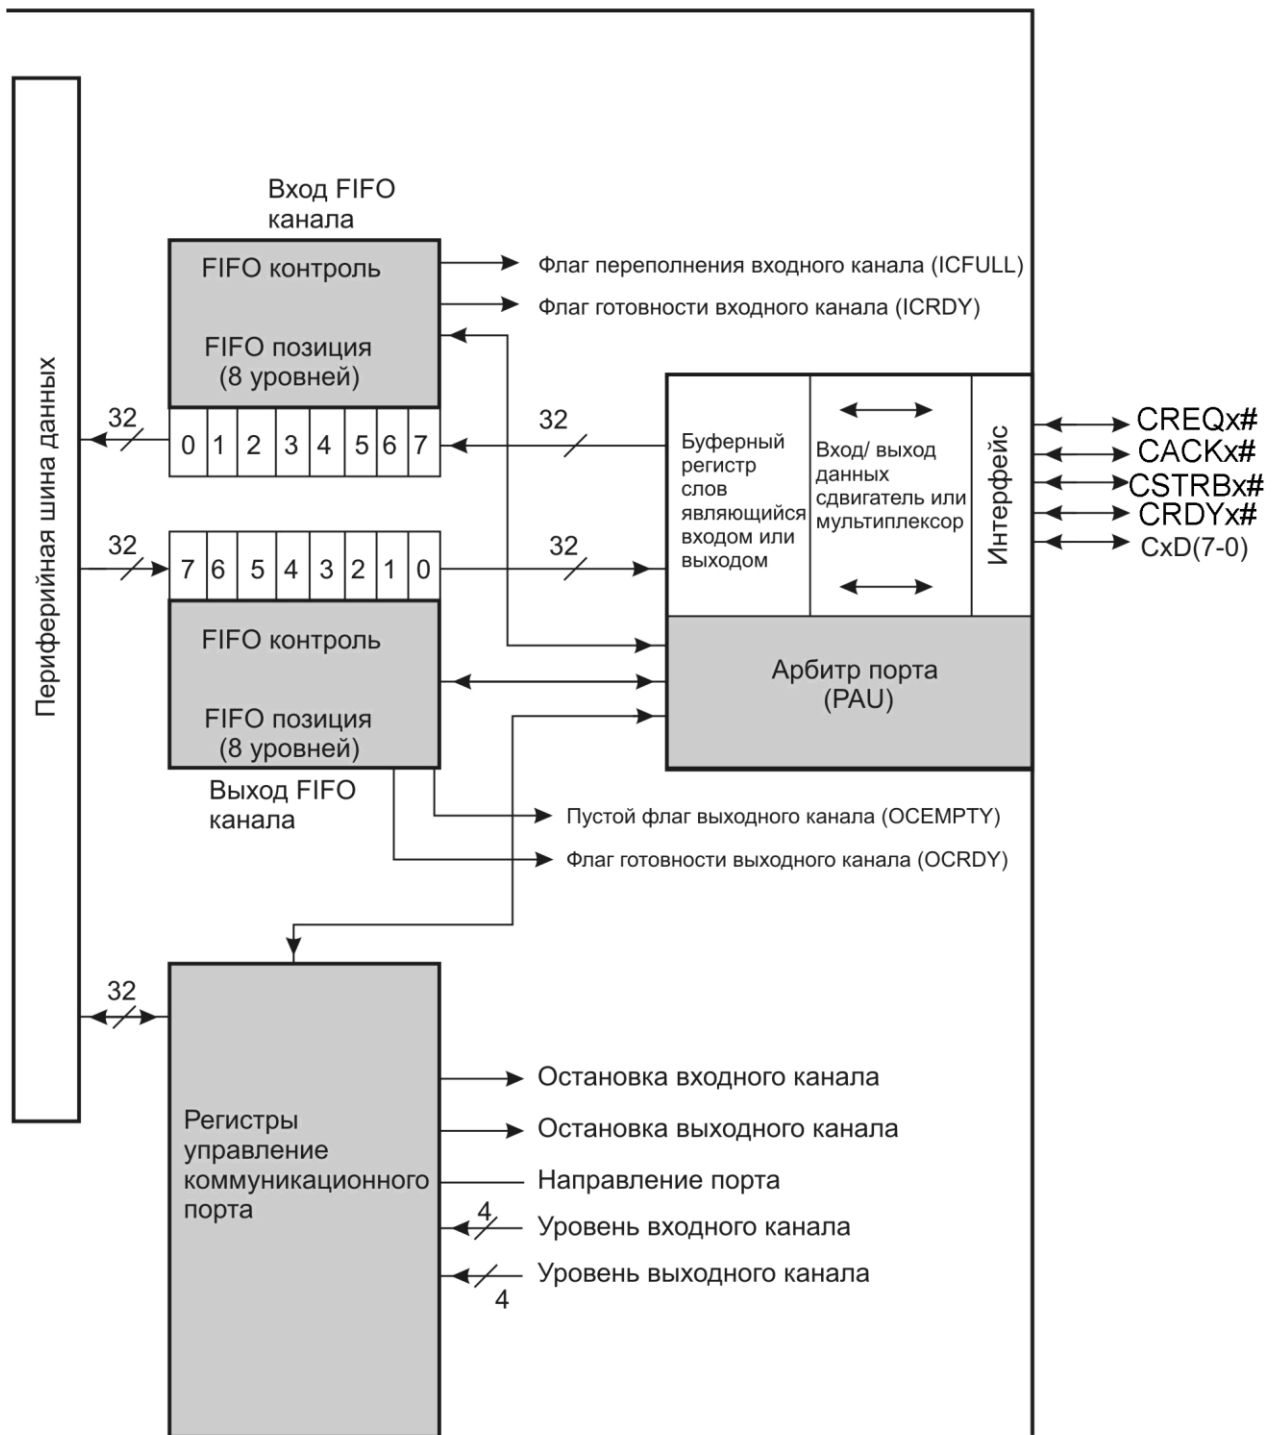 Вход FIFO
канала
FIFO контроль
FIFO позиция
(8 уровней)
Флаг переполнения входного канала (ICFULL)
Флаг готовности входного канала (ICRDY)
Периферийная шина данных
32
0 1 2 3 4 5 6 7
32
32
7 6 5 4 3 2 1 0
32
FIFO контроль
FIFO позиция
(8 уровней)
Выход FIFO
канала
Буферный
регистр
слов
являющийся
входом или
выходом
Вход/ выход
данных
сдвигатель или
мультиплексор
Интерфейс
CREQx#
CACKx#
CSTRBx#
CRDYx#
CxD(7-0)
Арбитр порта
(PAU)
Пустой флаг выходного канала (OCEMPTY)
Флаг готовности выходного канала (OCRDY)
32
Регистры
управление
коммуникационного
порта
Остановка входного канала
Остановка выходного канала
Направление порта
4
Уровень входного канала
Уровень выходного канала
4